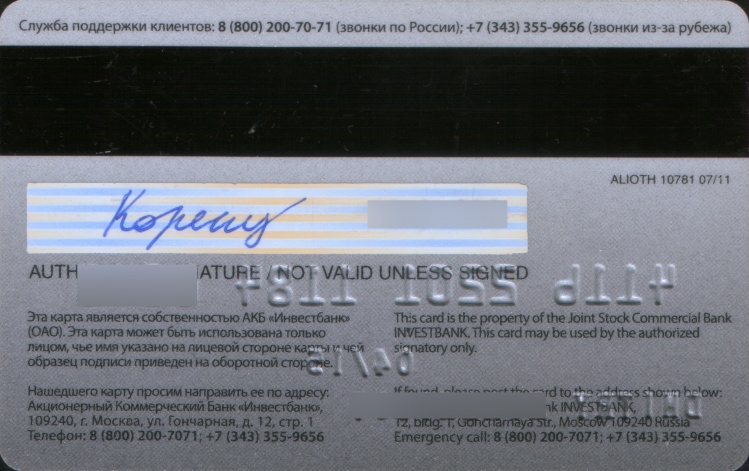 Служба поддержки клиентов: 8 (800) 200-70-71 (звонки по России); +7 (343) 355-9656 (звонки из-за рубежа)
ALIOTH 10781 07/11
Корепу
NOT VALID UNLESS SIGNED
Эта карта является собственностью АКБ «Инвестбанк»
(ОАО). Эта карта может быть использована только
лицом, чье имя указано на лицевой стороне карты и чей
образец подписи приведен на оборотной стороне.
This card is the property of the Joint Stock Commercial Bank
INVESTBANK. This card may be used by the authorized
signatory only.
Нашедшего карту просим направить ее по адресу:
Акционерный Коммерческий Банк «Инвестбанк»,
109240, г. Москва, ул. Гончарная, д. 12, стр. 1
Телефон: 8 (800) 200-7071; +7 (343) 355-9656
If found, please post the card to the address shown below:
INVESTBANK,
12, bldg. 1, Goncharnaya Str., Moscow 109240 Russia
Emergency call: 8 (800) 200-7071; +7 (343) 355-9656